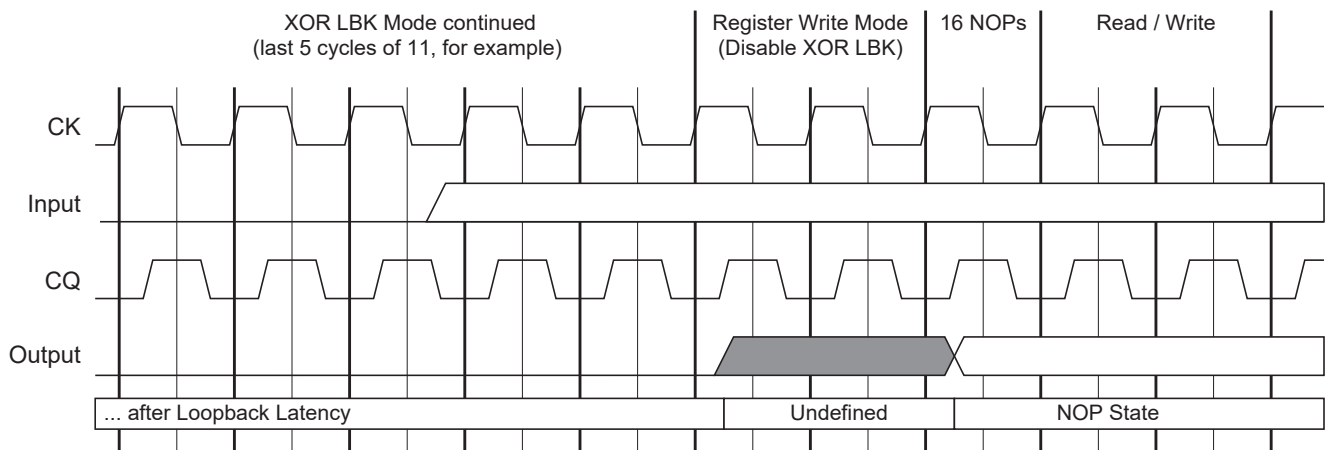 XOR LBK Mode continued
(last 5 cycles of 11, for example)
Register Write Mode
(Disable XOR LBK)
16 NOPs
Read / Write
CK
Input
CQ
Output
... after Loopback Latency
Undefined
NOP State